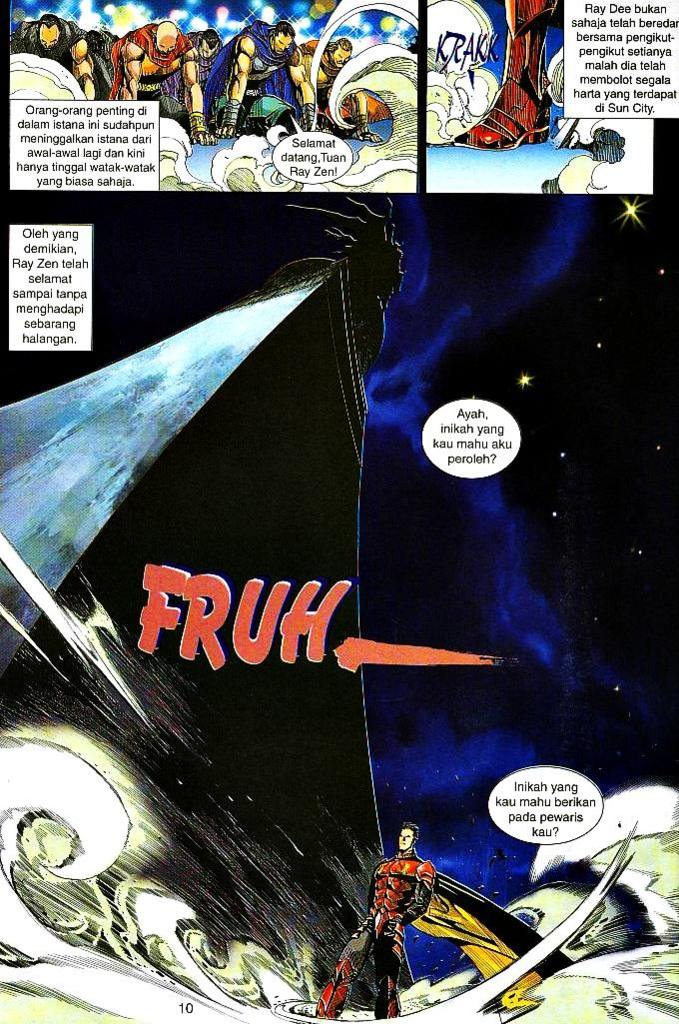 Orang-orang penting di
dalam istana ini sudahpun
meninggalkan istana dari
awal-awal lagi dan kini
hanya tinggal watak-watak
yang biasa sahaja.
Selamat
datang,Tuan
Ray Zen!
KRAKK
Ray Dee bukan
sahaja telah beredar
bersama pengikut-
pengikut setianya
malah dia telah
membolot segala
harta yang terdapat
di Sun City.
Oleh yang
demikian,
Ray Zen telah
selamat
sampai tanpa
menghadapi
sebarang
halangan.
Ayah,
inikah yang
kau mahu aku
peroleh?
FRUH
Inikah yang
kau mahu berikan
pada pewaris
kau?
10